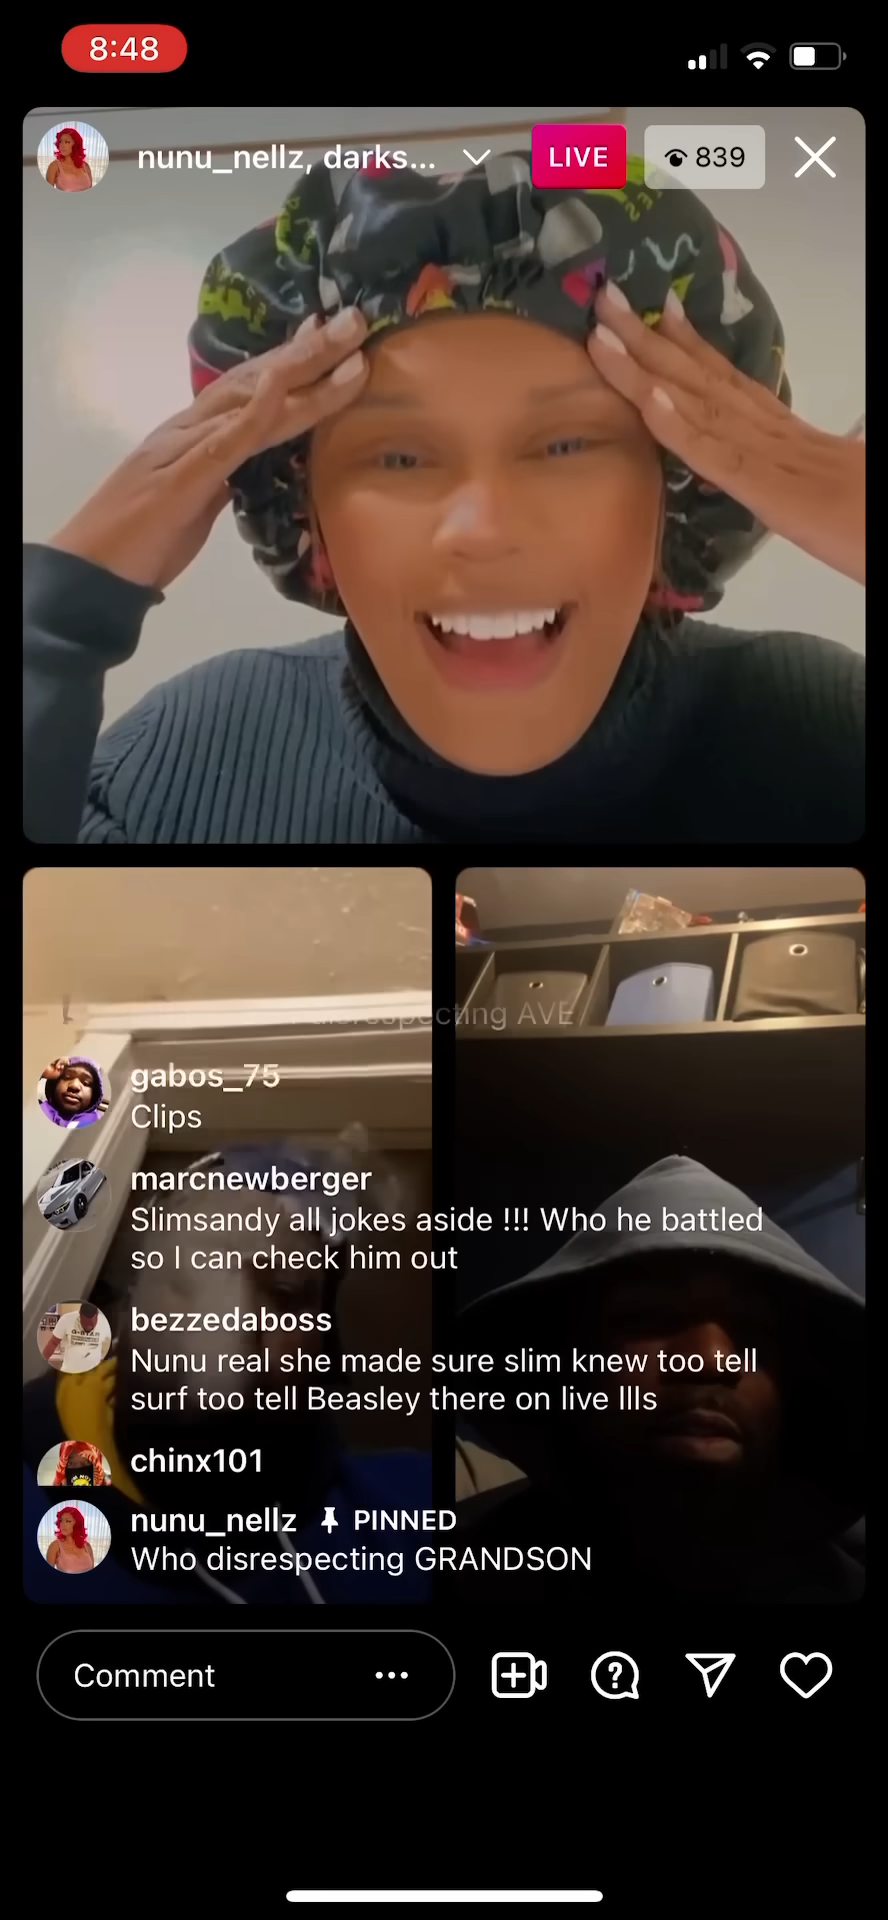 8:48
nunu_nellz, darks...
LIVE
839
disrespecting AVE
gabos_75
Clips
marcnewberger
Slimsandy all jokes aside !!! Who he battled
so I can check him out
bezzedaboss
Nunu real she made sure slim knew too tell
surf too tell Beasley there on live llls
chinx101
nunu_nellz PINNED
Who disrespecting GRANDSON
Comment